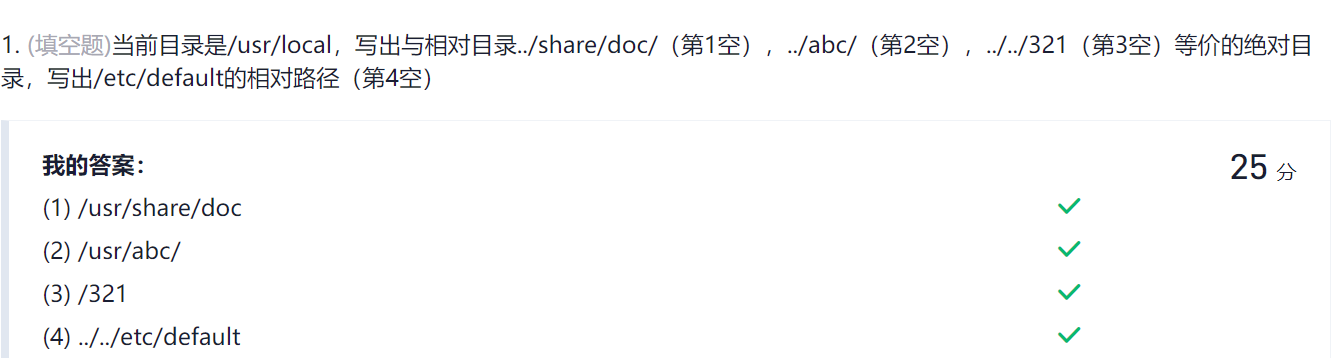 1. (填空题)当前目录是/usr/local，写出与相对目录../share/doc/（第1空），../abc/（第2空），../../321（第3空）等价的绝对目
录，写出/etc/default的相对路径（第4空）
我的答案：
25 分
(1) /usr/share/doc
(2) /usr/abc/
(3) /321
(4) ../../etc/default